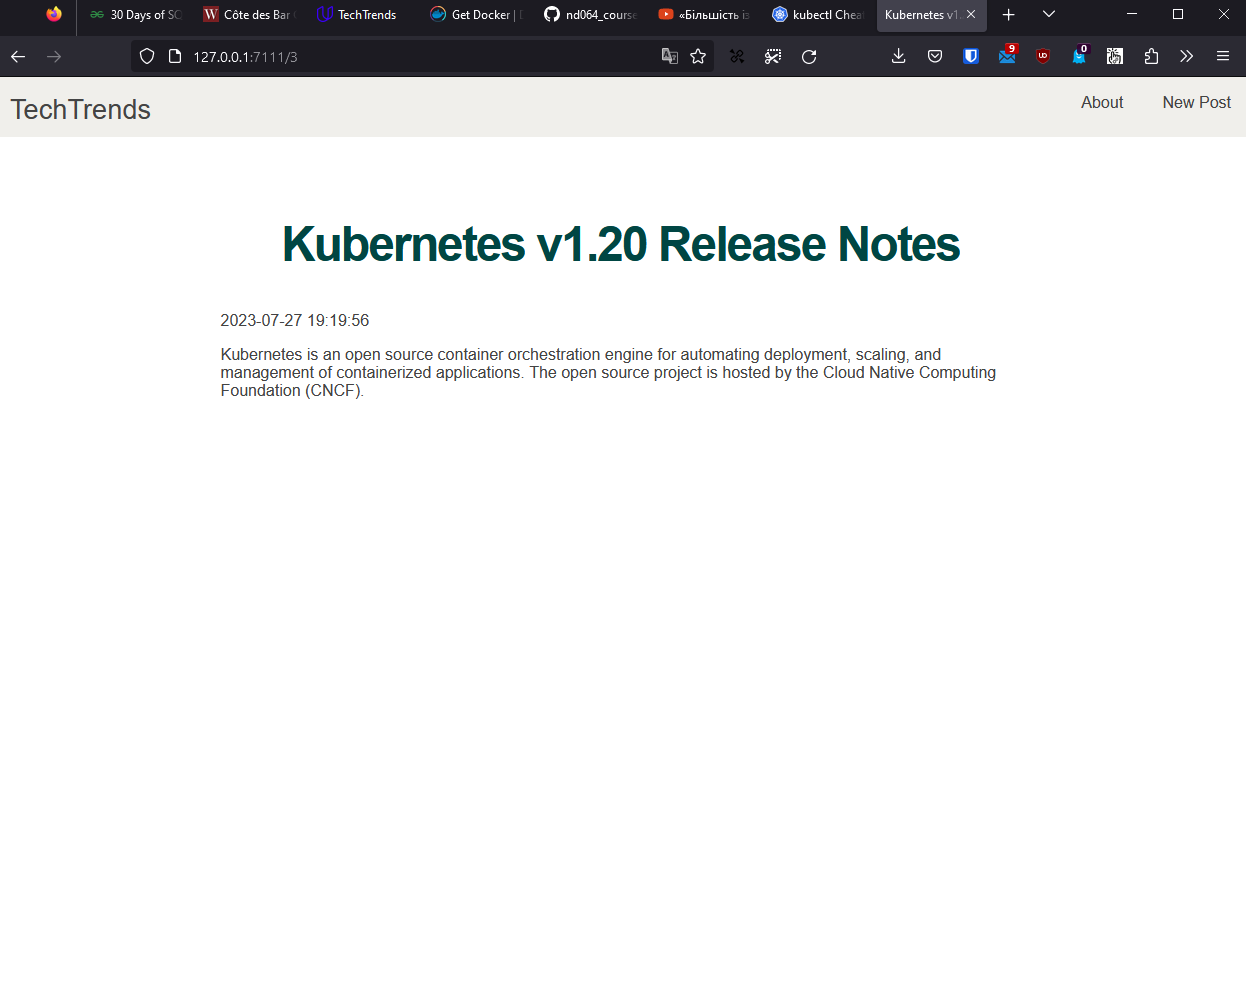 30 Days of SQ
W Côte des Bar
TechTrends
Get Docker |
nd064_course
«Більшість із
kubectl Chea
Kubernetes v1.
127.0.0.1:7111/3
9
UD
0
TechTrends
About
New Post
Kubernetes v1.20 Release Notes
2023-07-27 19:19:56
Kubernetes is an open source container orchestration engine for automating deployment, scaling, and
management of containerized applications. The open source project is hosted by the Cloud Native Computing
Foundation (CNCF).